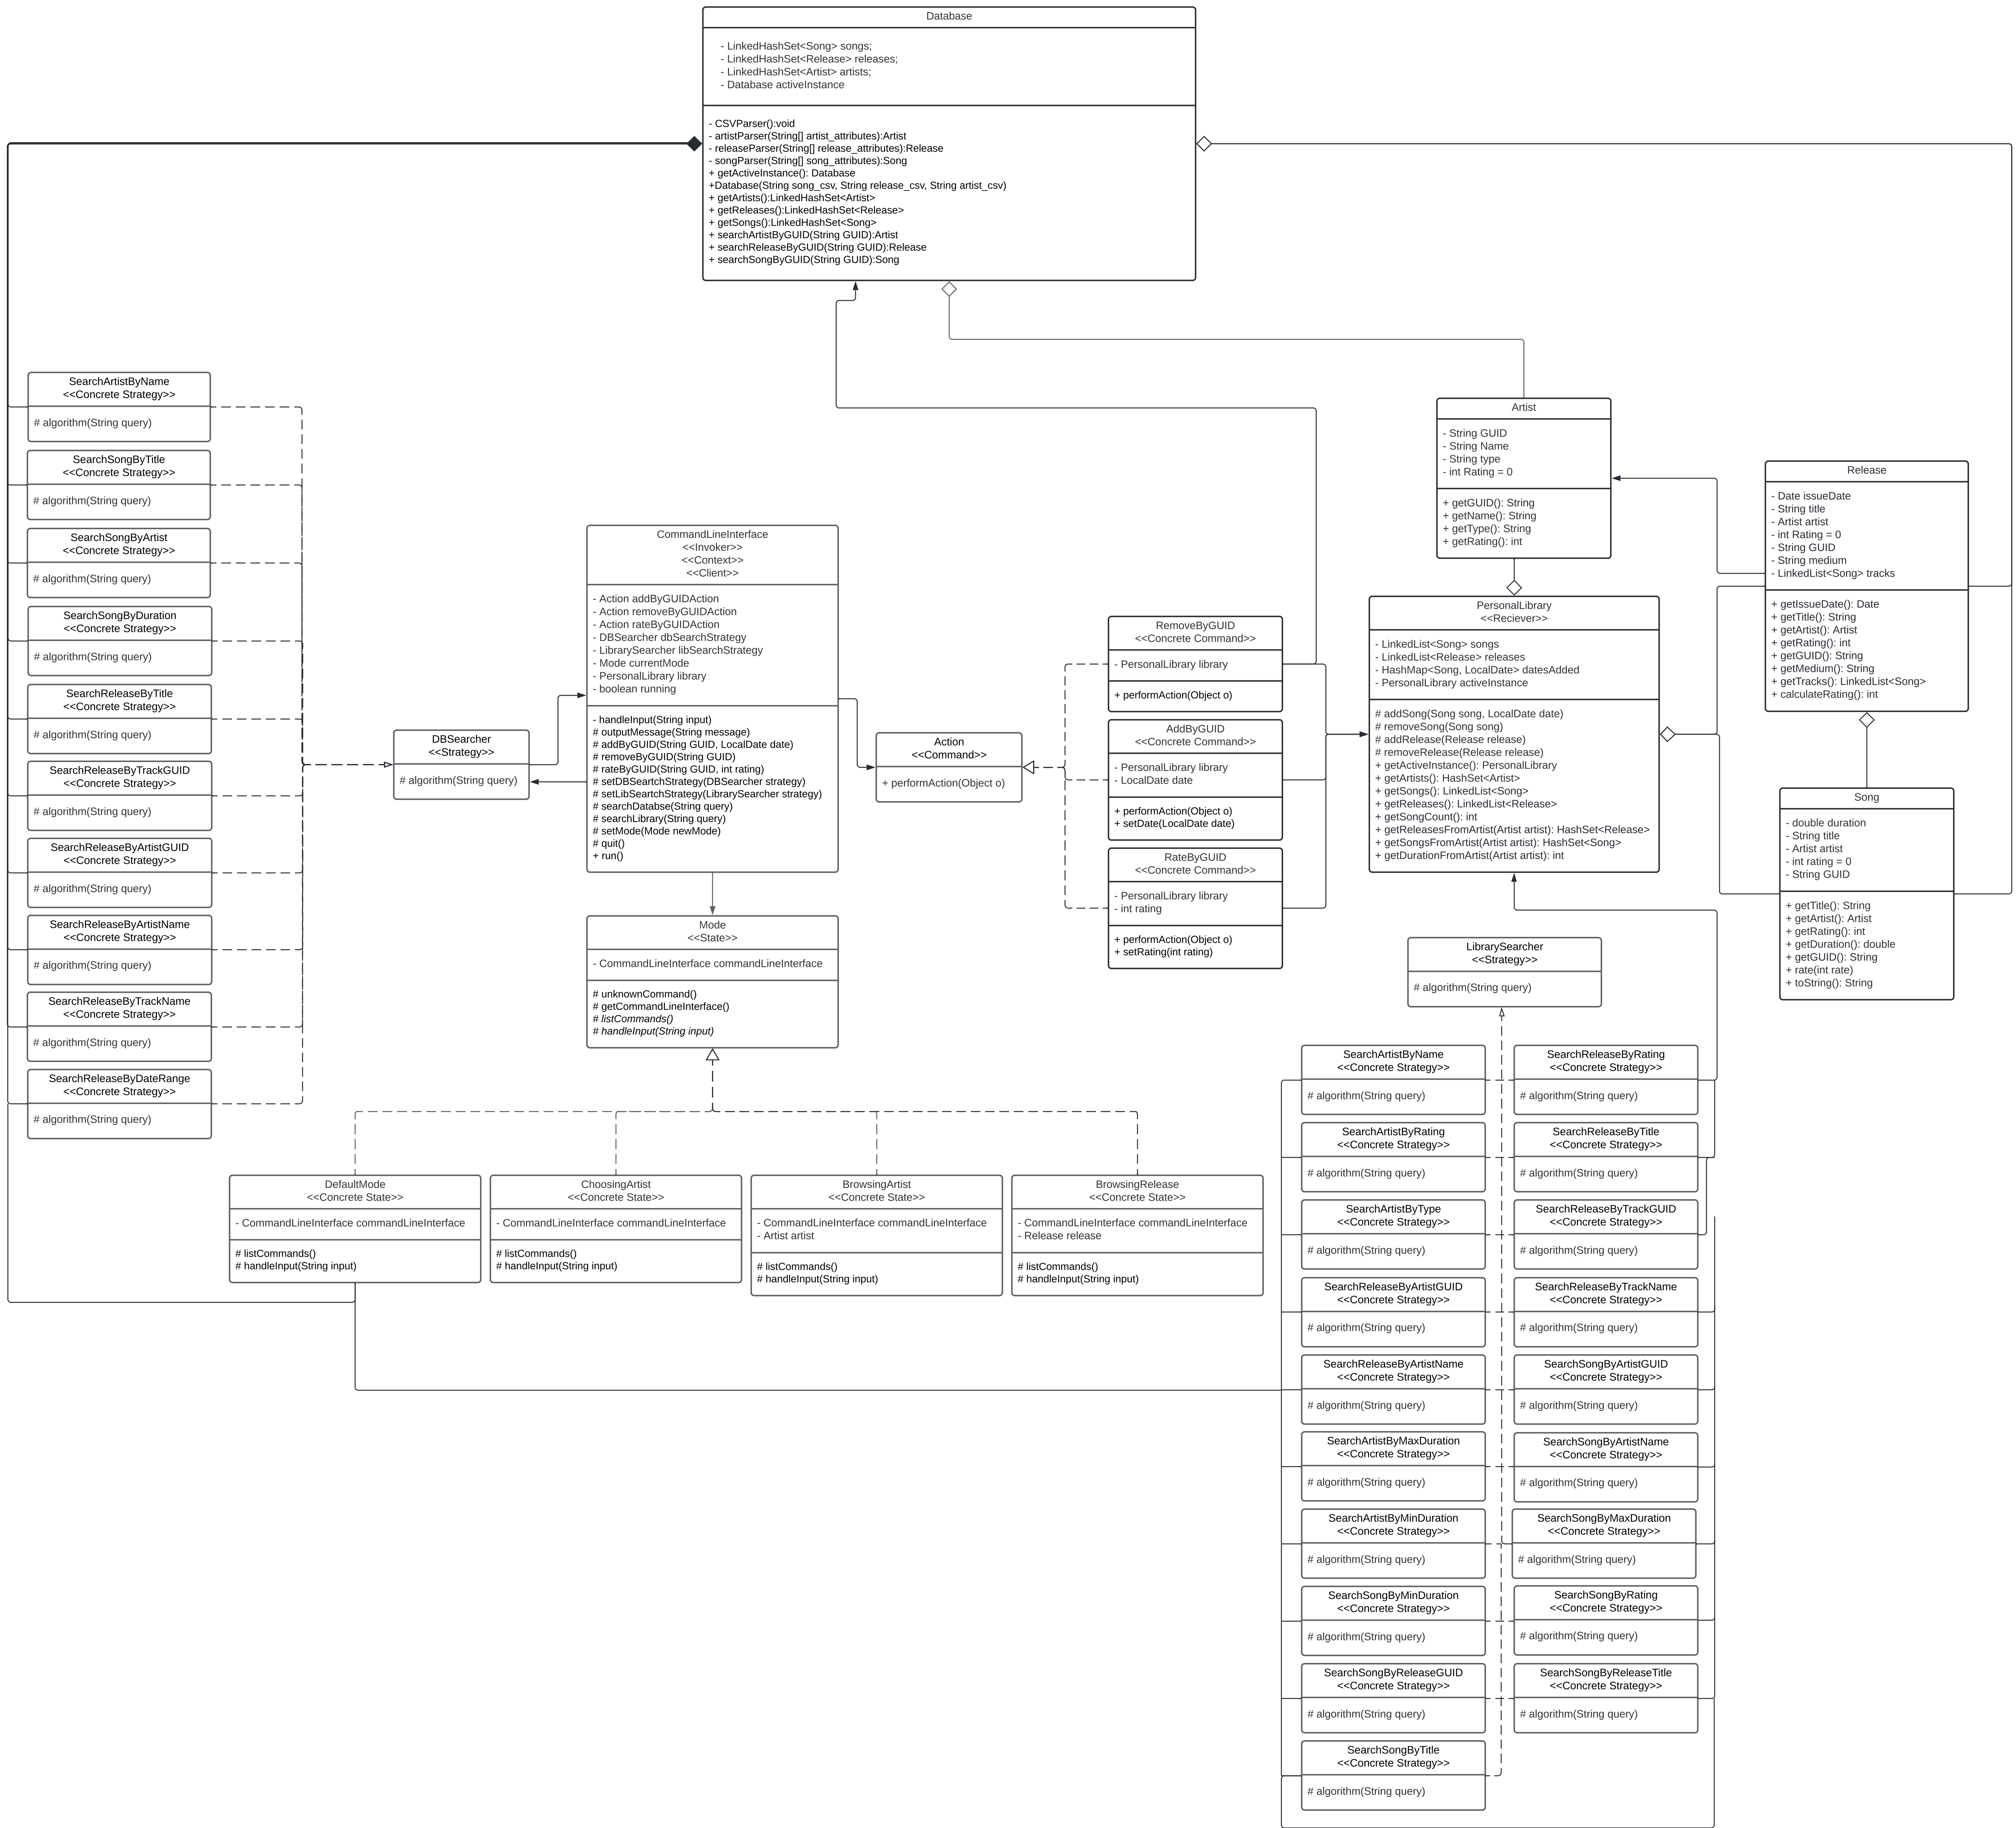 Database
- LinkedHashSet<Song> songs;
- LinkedHashSet<Release> releases;
- LinkedHashSet<Artist> artists;
- Database activeInstance
- CSVParser():void
- artistParser(String[] artist_attributes):Artist
- releaseParser(String[] release_attributes):Release
- songParser(String[] song_attributes):Song
+ getActiveInstance(): Database
+Database(String song_csv, String release_csv, String artist_csv)
+ getArtists():LinkedHashSet<Artist>
+ getReleases():LinkedHashSet<Release>
+ getSongs():LinkedHashSet<Song>
+ searchArtistByGUID(String GUID):Artist
+ searchReleaseByGUID(String GUID):Release
+ searchSongByGUID(String GUID):Song
SearchArtistByName
<<Concrete Strategy>>
# algorithm(String query)
SearchSongByTitle
<<Concrete Strategy>>
# algorithm(String query)
SearchSongByArtist
<<Concrete Strategy>>
# algorithm(String query)
SearchSongByDuration
<<Concrete Strategy>>
# algorithm(String query)
SearchReleaseByTitle
<<Concrete Strategy>>
# algorithm(String query)
SearchReleaseByTrackGUID
<<Concrete Strategy>>
# algorithm(String query)
SearchReleaseByArtistGUID
<<Concrete Strategy>>
# algorithm(String query)
SearchReleaseByArtistName
<<Concrete Strategy>>
# algorithm(String query)
SearchReleaseByTrackName
<<Concrete Strategy>>
# algorithm(String query)
SearchReleaseByDateRange
<<Concrete Strategy>>
# algorithm(String query)
DBSearcher
<<Strategy>>
# algorithm(String query)
CommandLineInterface
<<Invoker>>
<<Context>>
<<Client>>
- Action addByGUIDAction
- Action removeByGUIDAction
- Action rateByGUIDAction
- DBSearcher dbSearchStrategy
- LibrarySearcher libSearchStrategy
- Mode currentMode
- PersonalLibrary library
- boolean running
- handleInput(String input)
# outputMessage(String message)
# addByGUID(String GUID, LocalDate date)
# removeByGUID(String GUID)
# rateByGUID(String GUID, int rating)
# setDBSeartchStrategy(DBSearcher strategy)
# setLibSeartchStrategy(LibrarySearcher strategy)
# searchDatabse(String query)
# searchLibrary(String query)
# setMode(Mode newMode)
# quit()
+ run()
Action
<<Command>>
+ performAction(Object o)
RemoveByGUID
<<Concrete Command>>
- PersonalLibrary library
+ performAction(Object o)
AddByGUID
<<Concrete Command>>
- PersonalLibrary library
- LocalDate date
+ performAction(Object o)
+ setDate(LocalDate date)
RateByGUID
<<Concrete Command>>
- PersonalLibrary library
- int rating
+ performAction(Object o)
+ setRating(int rating)
Artist
- String GUID
- String Name
- String type
- int Rating = 0
+ getGUID(): String
+ getName(): String
+ getType(): String
+ getRating(): int
PersonalLibrary
<<Reciever>>
- LinkedList<Song> songs
- LinkedList<Release> releases
- HashMap<Song, LocalDate> datesAdded
- PersonalLibrary activeInstance
# addSong(Song song, LocalDate date)
# removeSong(Song song)
# addRelease(Release release)
# removeRelease(Release release)
+ getActiveInstance(): PersonalLibrary
+ getArtists(): HashSet<Artist>
+ getSongs(): LinkedList<Song>
+ getReleases(): LinkedList<Release>
+ getSongCount(): int
+ getReleasesFromArtist(Artist artist): HashSet<Release>
+ getSongsFromArtist(Artist artist): HashSet<Song>
+ getDurationFromArtist(Artist artist): int
Release
- Date issueDate
- String title
- Artist artist
- int Rating = 0
- String GUID
- String medium
- LinkedList<Song> tracks
+ getIssueDate(): Date
+ getTitle(): String
+ getArtist(): Artist
+ getRating(): int
+ getGUID(): String
+ getMedium(): String
+ getTracks(): LinkedList<Song>
+ calculateRating(): int
Song
- double duration
- String title
- Artist artist
- int rating = 0
- String GUID
+ getTitle(): String
+ getArtist(): Artist
+ getRating(): int
+ getDuration(): double
+ getGUID(): String
+ rate(int rate)
+ toString(): String
Mode
<<State>>
- CommandLineInterface commandLineInterface
# unknownCommand()
# getCommandLineInterface()
# listCommands()
# handleInput(String input)
DefaultMode
<<Concrete State>>
- CommandLineInterface commandLineInterface
# listCommands()
# handleInput(String input)
ChoosingArtist
<<Concrete State>>
- CommandLineInterface commandLineInterface
# listCommands()
# handleInput(String input)
BrowsingArtist
<<Concrete State>>
- CommandLineInterface commandLineInterface
- Artist artist
# listCommands()
# handleInput(String input)
BrowsingRelease
<<Concrete State>>
- CommandLineInterface commandLineInterface
- Release release
# listCommands()
# handleInput(String input)
LibrarySearcher
<<Strategy>>
# algorithm(String query)
SearchArtistByName
<<Concrete Strategy>>
# algorithm(String query)
SearchReleaseByRating
<<Concrete Strategy>>
# algorithm(String query)
SearchArtistByRating
<<Concrete Strategy>>
# algorithm(String query)
SearchReleaseByTitle
<<Concrete Strategy>>
# algorithm(String query)
SearchArtistByType
<<Concrete Strategy>>
# algorithm(String query)
SearchReleaseByTrackGUID
<<Concrete Strategy>>
# algorithm(String query)
SearchReleaseByArtistGUID
<<Concrete Strategy>>
# algorithm(String query)
SearchReleaseByTrackName
<<Concrete Strategy>>
# algorithm(String query)
SearchReleaseByArtistName
<<Concrete Strategy>>
# algorithm(String query)
SearchSongByArtistGUID
<<Concrete Strategy>>
# algorithm(String query)
SearchArtistByMaxDuration
<<Concrete Strategy>>
# algorithm(String query)
SearchSongByArtistName
<<Concrete Strategy>>
# algorithm(String query)
SearchArtistByMinDuration
<<Concrete Strategy>>
# algorithm(String query)
SearchSongByMaxDuration
<<Concrete Strategy>>
# algorithm(String query)
SearchSongByMinDuration
<<Concrete Strategy>>
# algorithm(String query)
SearchSongByRating
<<Concrete Strategy>>
# algorithm(String query)
SearchSongByReleaseGUID
<<Concrete Strategy>>
# algorithm(String query)
SearchSongByReleaseTitle
<<Concrete Strategy>>
# algorithm(String query)
SearchSongByTitle
<<Concrete Strategy>>
# algorithm(String query)